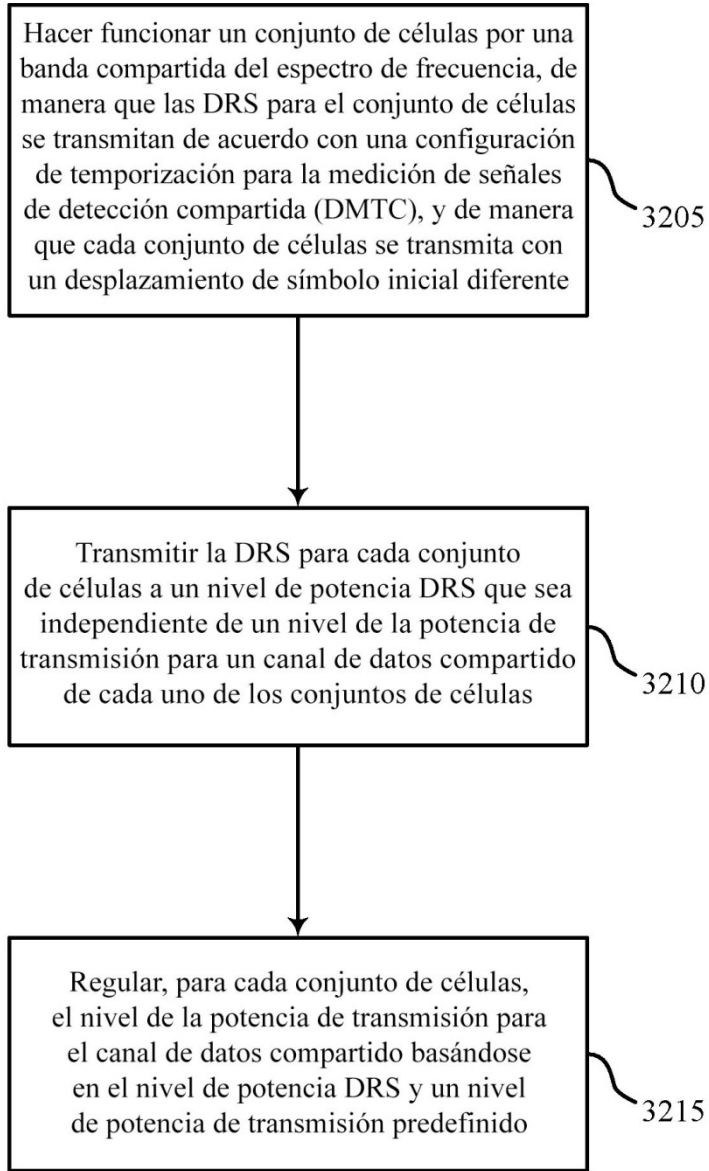 Hacer funcionar un conjunto de células por una
banda compartida del espectro de frecuencia, de
manera que las DRS para el conjunto de células
se transmitan de acuerdo con una configuración
de temporización para la medición de señales
de detección compartida (DMTC), y de manera
que cada conjunto de células se transmita con
un desplazamiento de símbolo inicial diferente
3205
Transmitir la DRS para cada conjunto
de células a un nivel de potencia DRS que sea
independiente de un nivel de la potencia de
transmisión para un canal de datos compartido
de cada uno de los conjuntos de células
3210
Regular, para cada conjunto de células,
el nivel de la potencia de transmisión para
el canal de datos compartido basándose
en el nivel de potencia DRS y un nivel
de potencia de transmisión predefinido
3215